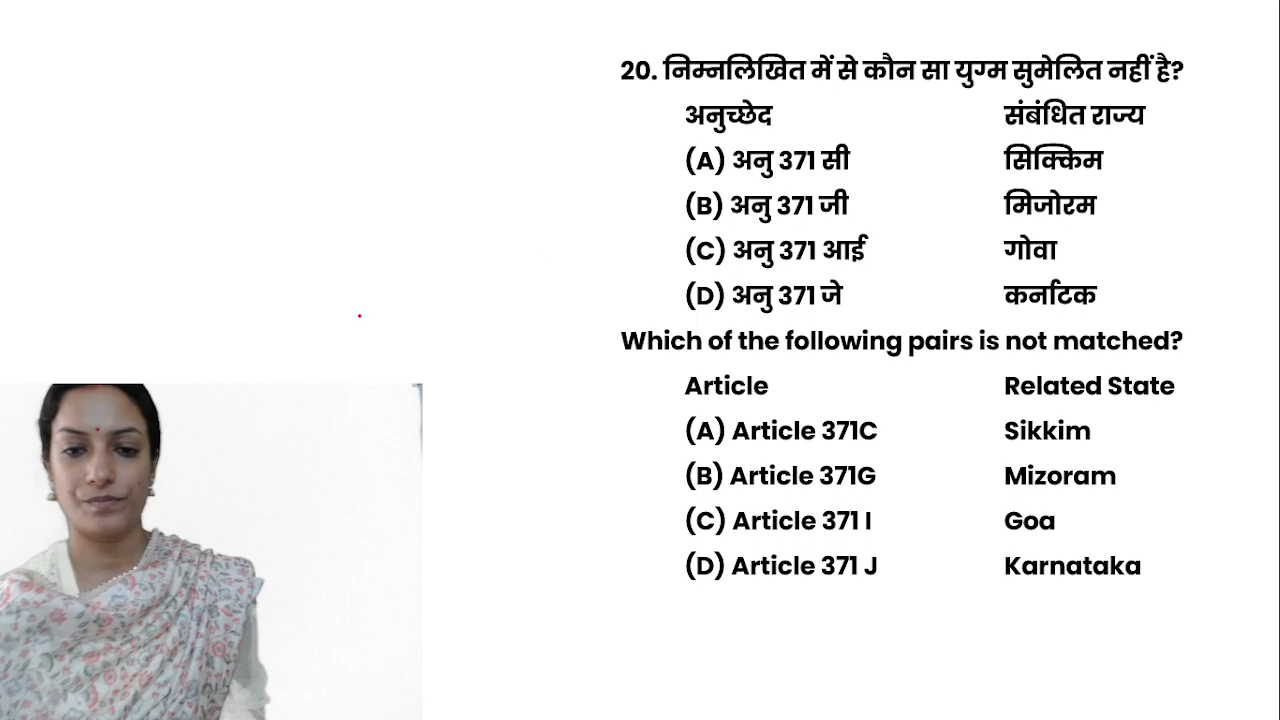 20. निम्नलिखित में से कौन सा युग्म सुमेलित नहीं है?
अनुच्छेद संबंधित राज्य
(A) अनु 371 सी सिक्किम
(B) अनु 371 जी मिजोरम
(C) अनु 371 आई गोवा
(D) अनु 371 जे कर्नाटक
Which of the following pairs is not matched?
Article Related State
(A) Article 371C Sikkim
(B) Article 371G Mizoram
(C) Article 371 I Goa
(D) Article 371 J Karnataka